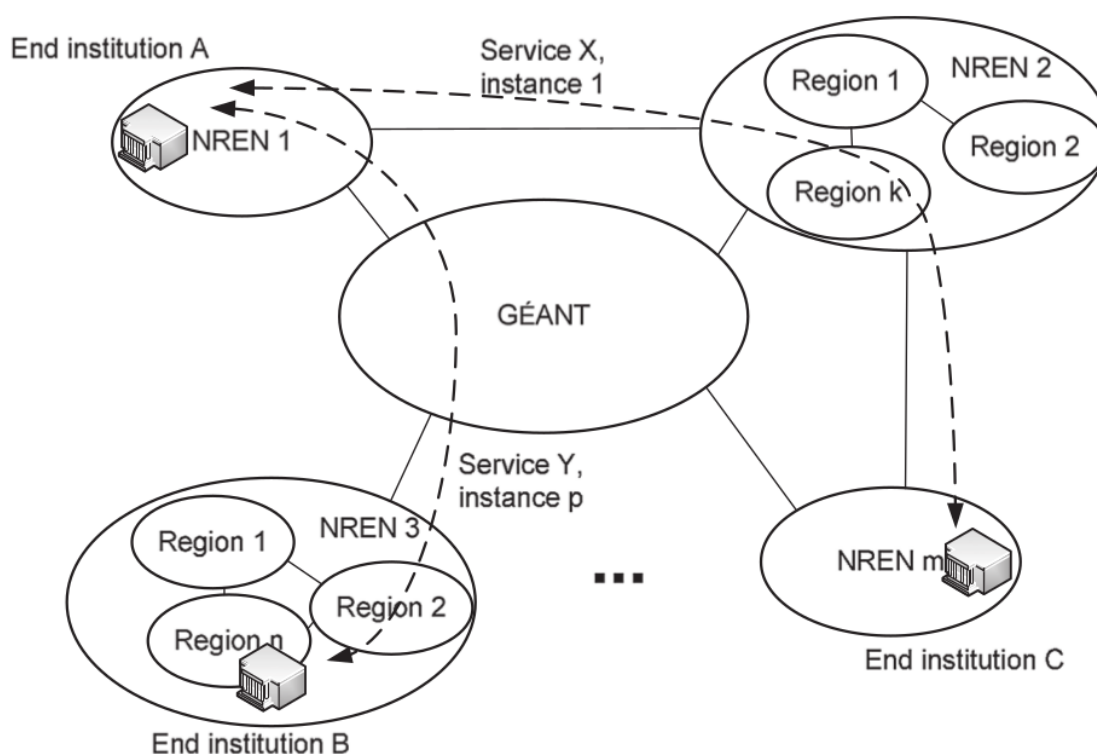 End institution A
Service X,
instance 1
Region 1
NREN 2
NREN 1
Region 2
Region k
GÉANT
Service Y,
instance p
NREN 3
Region 1
Region 2
Region n
...
NREN m
End institution C
End institution B